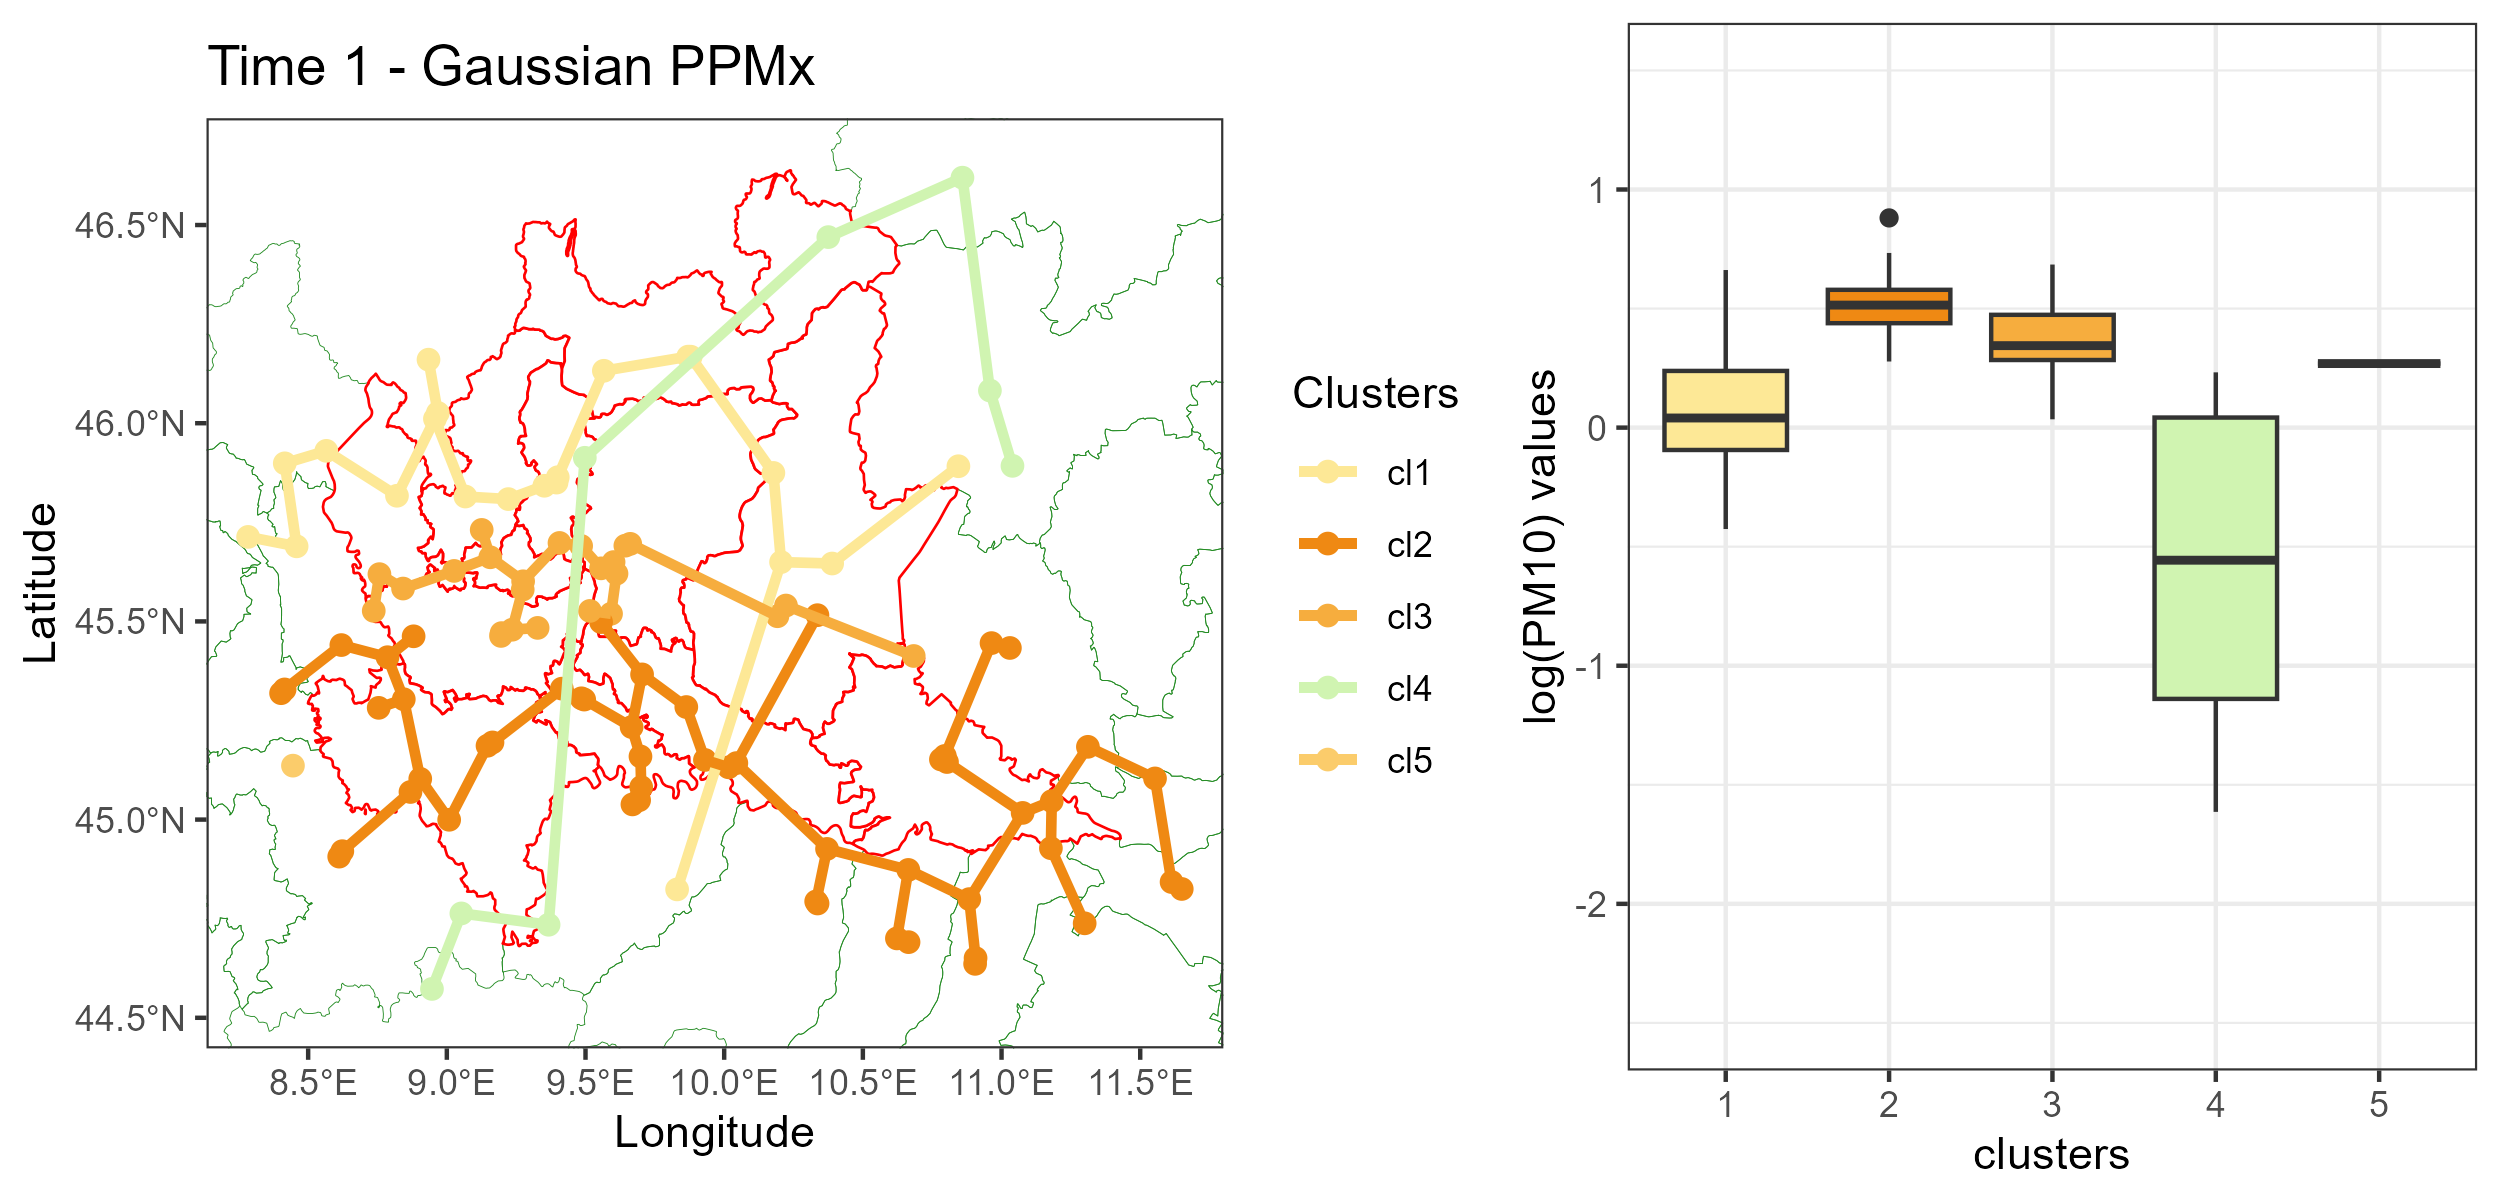 Time 1 - Gaussian PPMx
46.5°N
46.0°N
45.5°N
45.0°N
44.5°N
Latitude
8.5°E 9.0°E 9.5°E 10.0°E 10.5°E 11.0°E 11.5°E
Longitude
Clusters
cl1
cl2
cl3
cl4
cl5
log(PM10) values
1
0
-1
-2
1 2 3 4 5
clusters